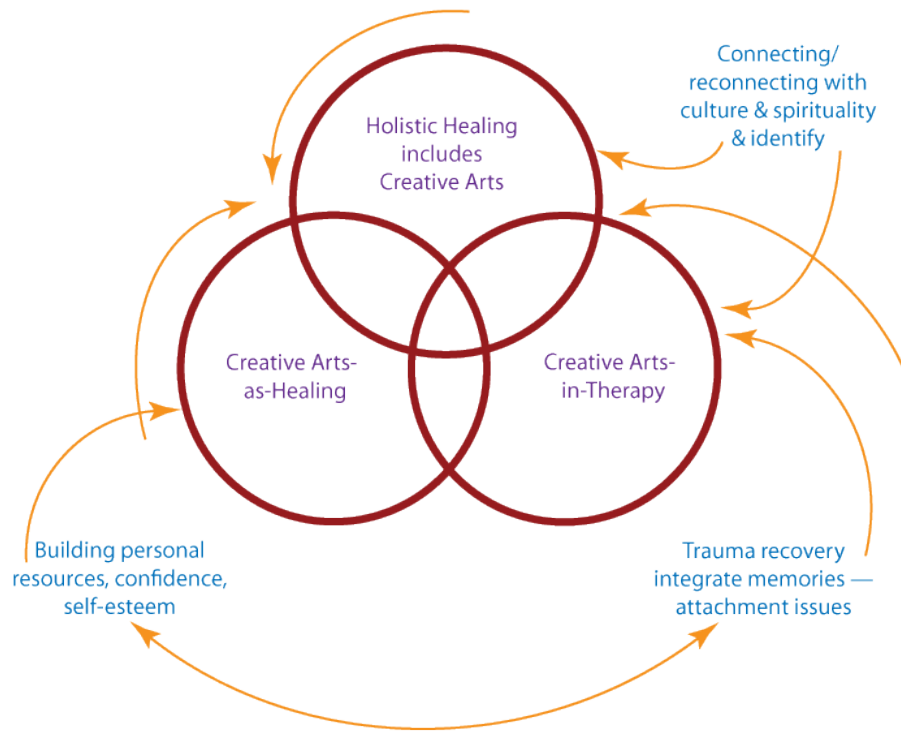 Connecting/
reconnecting with
culture & spirituality
& identify
Holistic Healing
includes
Creative Arts
Creative Arts-
as-Healing
Creative Arts-
in-Therapy
Building personal
resources, confidence,
self-esteem
Trauma recovery
integrate memories —
attachment issues